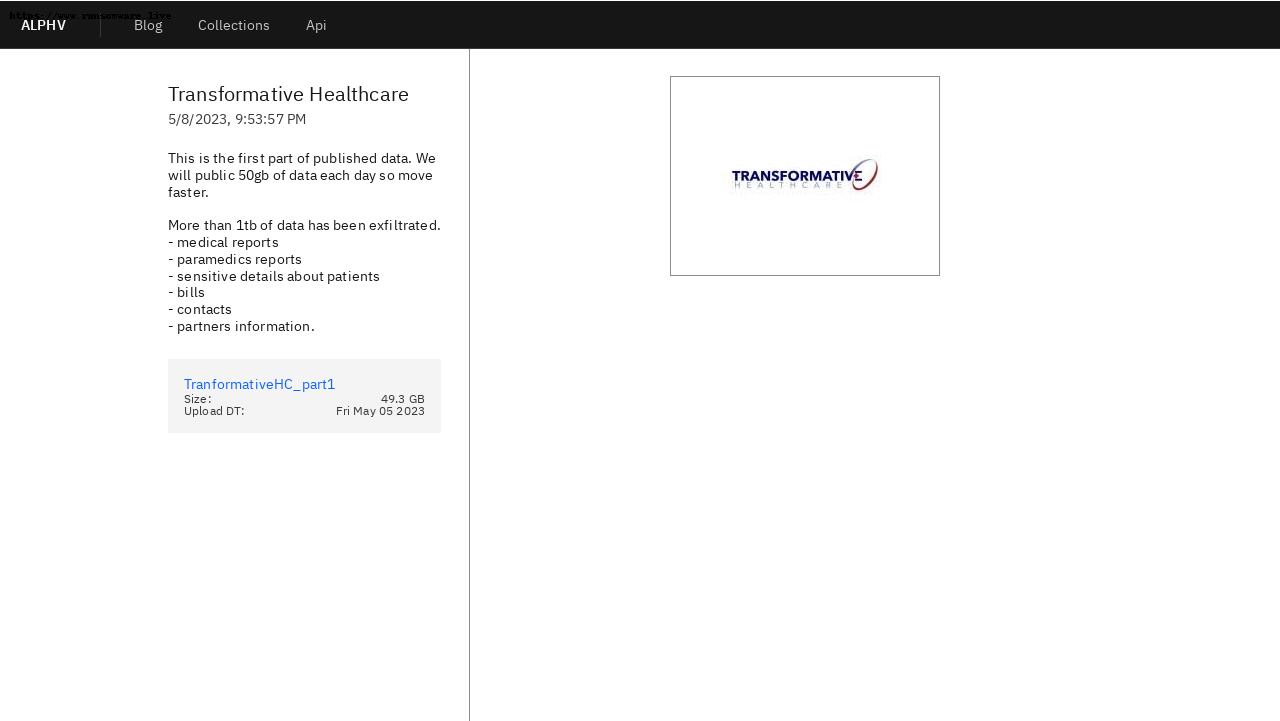 https://www.ransomware.live
ALPHV
Blog
Collections
Api
Transformative Healthcare
5/8/2023, 9:53:57 PM
This is the first part of published data. We
will public 50gb of data each day so move
faster.
More than 1tb of data has been exfiltrated.
- medical reports
- paramedics reports
- sensitive details about patients
- bills
- contacts
- partners information.
TranformativeHC_part1
Size: 49.3 GB
Upload DT: Fri May 05 2023
TRANSFORMATIVE
HEALTHCARE